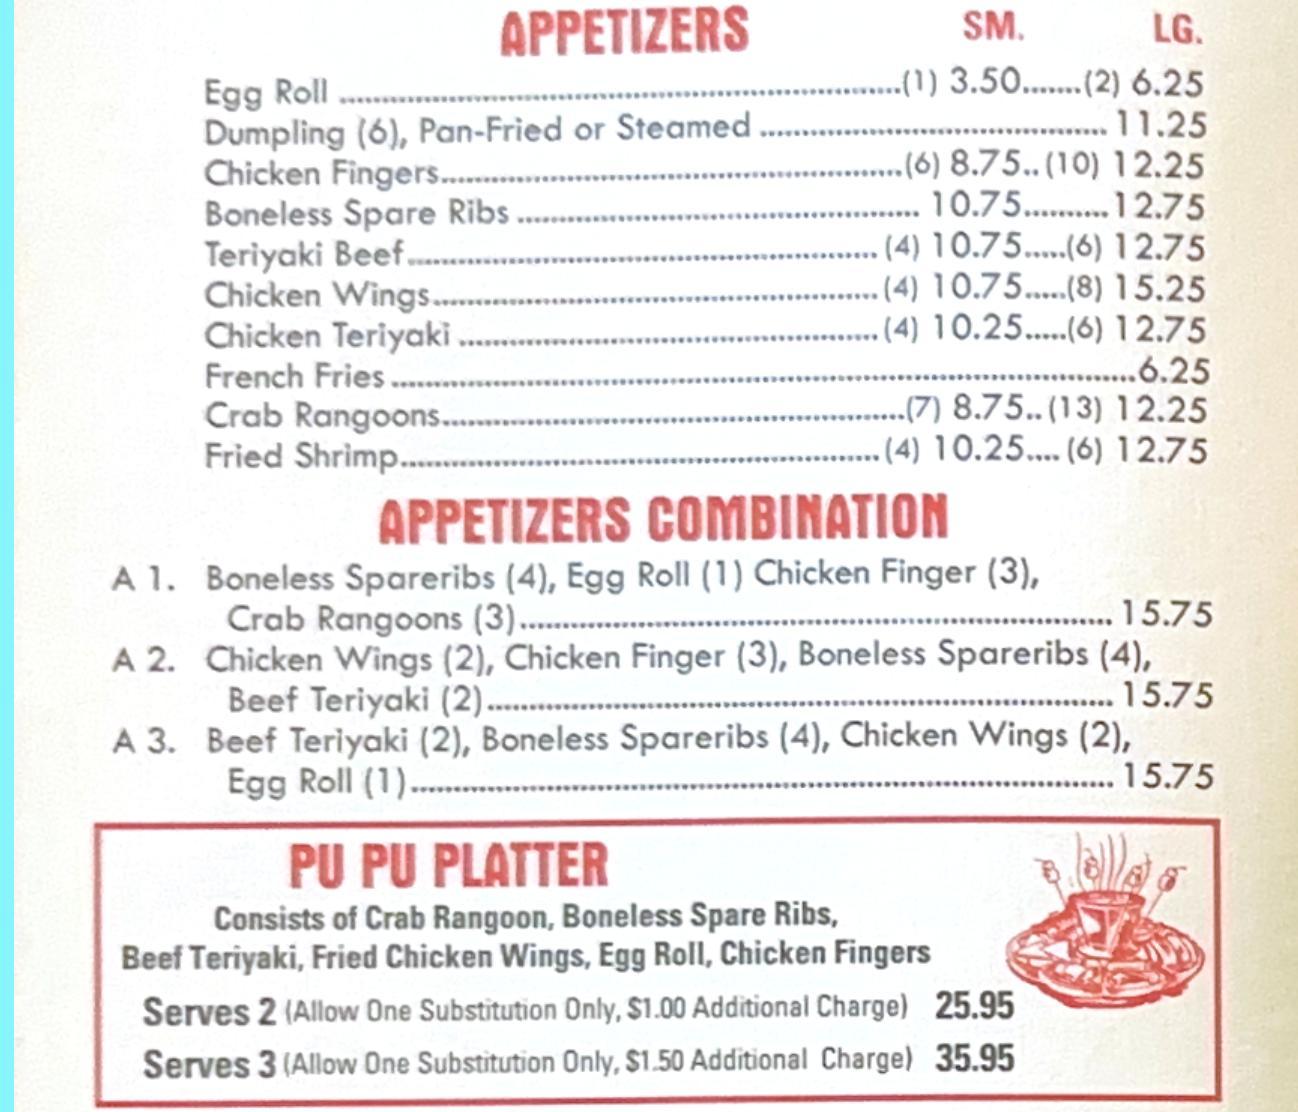 APPETIZERS SM. LG.
Egg Roll ........(1) 3.50.......(2) 6.25
Dumpling (6), Pan-Fried or Steamed ........ 11.25
Chicken Fingers........(6) 8.75..(10) 12.25
Boneless Spare Ribs ........ 10.75..........12.75
Teriyaki Beef........ (4) 10.75.....(6) 12.75
Chicken Wings........(4) 10.75.....(8) 15.25
Chicken Teriyaki ........(4) 10.25.....(6) 12.75
French Fries ........6.25
Crab Rangoons........(7) 8.75..(13) 12.25
Fried Shrimp........(4) 10.25....(6) 12.75
APPETIZERS COMBINATION
A 1. Boneless Spareribs (4), Egg Roll (1) Chicken Finger (3),
Crab Rangoons (3)........ 15.75
A 2. Chicken Wings (2), Chicken Finger (3), Boneless Spareribs (4),
Beef Teriyaki (2)........ 15.75
A 3. Beef Teriyaki (2), Boneless Spareribs (4), Chicken Wings (2),
Egg Roll (1)........ 15.75
PU PU PLATTER
Consists of Crab Rangoon, Boneless Spare Ribs,
Beef Teriyaki, Fried Chicken Wings, Egg Roll, Chicken Fingers
Serves 2 (Allow One Substitution Only, $1.00 Additional Charge) 25.95
Serves 3 (Allow One Substitution Only, $1.50 Additional Charge) 35.95